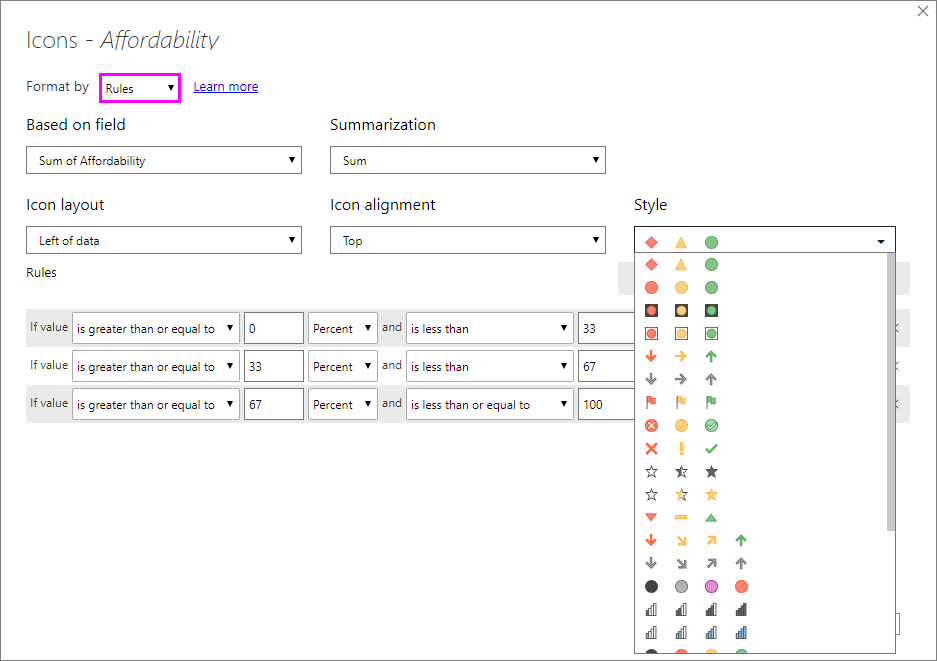 Icons - Affordability
Format by Rules Learn more
Based on field Summarization
Sum of Affordability Sum
Icon layout Icon alignment Style
Left of data Top
Rules
If value is greater than or equal to 0 Percent and is less than 33
If value is greater than or equal to 33 Percent and is less than 67
If value is greater than or equal to 67 Percent and is less than or equal to 100